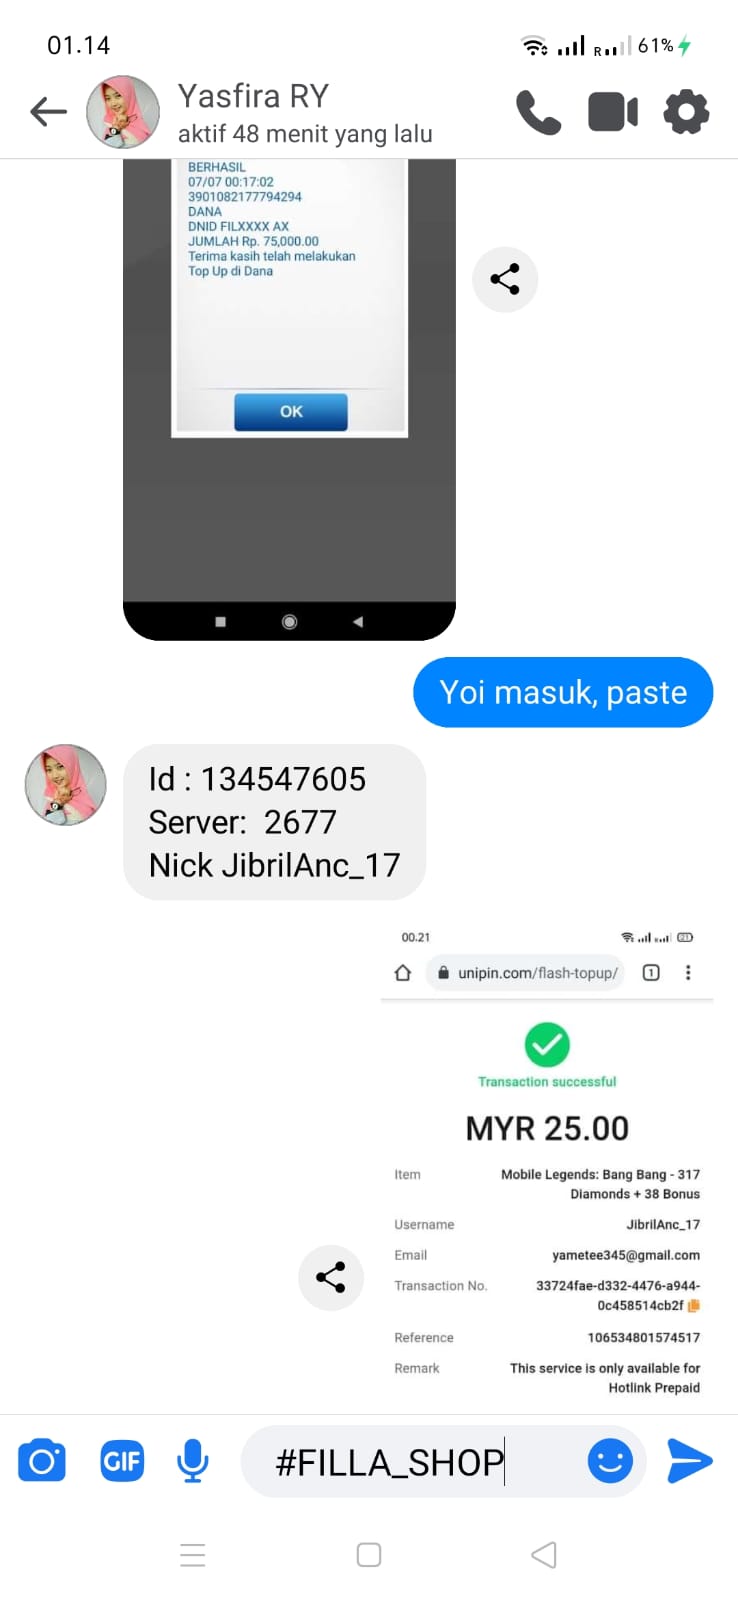 01.14
R
61%
Yasfira RY
aktif 48 menit yang lalu
BERHASIL
07/07 00:17:02
3901082177794294
DANA
DNID FILXXXX AX
JUMLAH Rp. 75,000.00
Terima kasih telah melakukan
Top Up di Dana
OK
Yoi masuk, paste
Id : 134547605
Server:  2677
Nick JibrilAnc_17
00.21
21
unipin.com/flash-topup/
1
Transaction successful
MYR 25.00
Item Mobile Legends: Bang Bang - 317
Diamonds + 38 Bonus
Username JibrilAnc_17
Email yametee345@gmail.com
Transaction No. 33724fae-d332-4476-a944-
0c458514cb2f
Reference 106534801574517
Remark This service is only available for
Hotlink Prepaid
GIF
#FILLA_SHOP